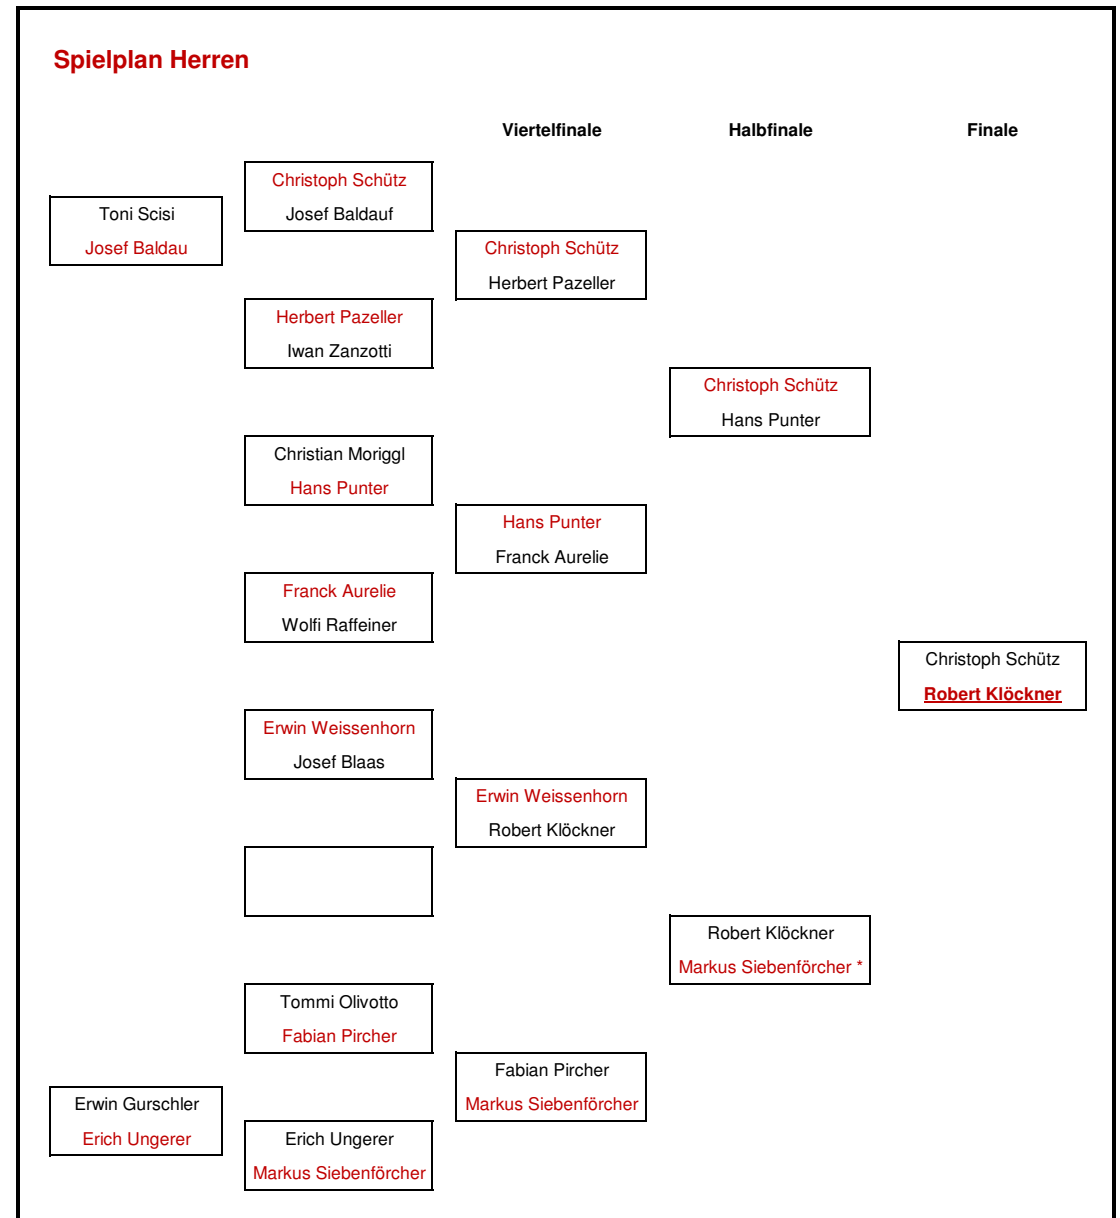 Spielplan Herren
Viertelfinale Halbfinale Finale
Christoph Schütz
Toni Scisi Josef Baldauf
Josef Baldau Christoph Schütz
Herbert Pazeller
Herbert Pazeller
Iwan Zanzotti
Christoph Schütz
Hans Punter
Christian Moriggl
Hans Punter
Hans Punter
Franck Aurelie
Franck Aurelie
Wolfi Raffeiner
Christoph Schütz
Robert Klöckner
Erwin Weissenhorn
Josef Blaas
Erwin Weissenhorn
Robert Klöckner
Robert Klöckner
Markus Siebenförcher *
Tommi Olivotto
Fabian Pircher
Fabian Pircher
Erwin Gurschler Markus Siebenförcher
Erich Ungerer Erich Ungerer
Markus Siebenförcher